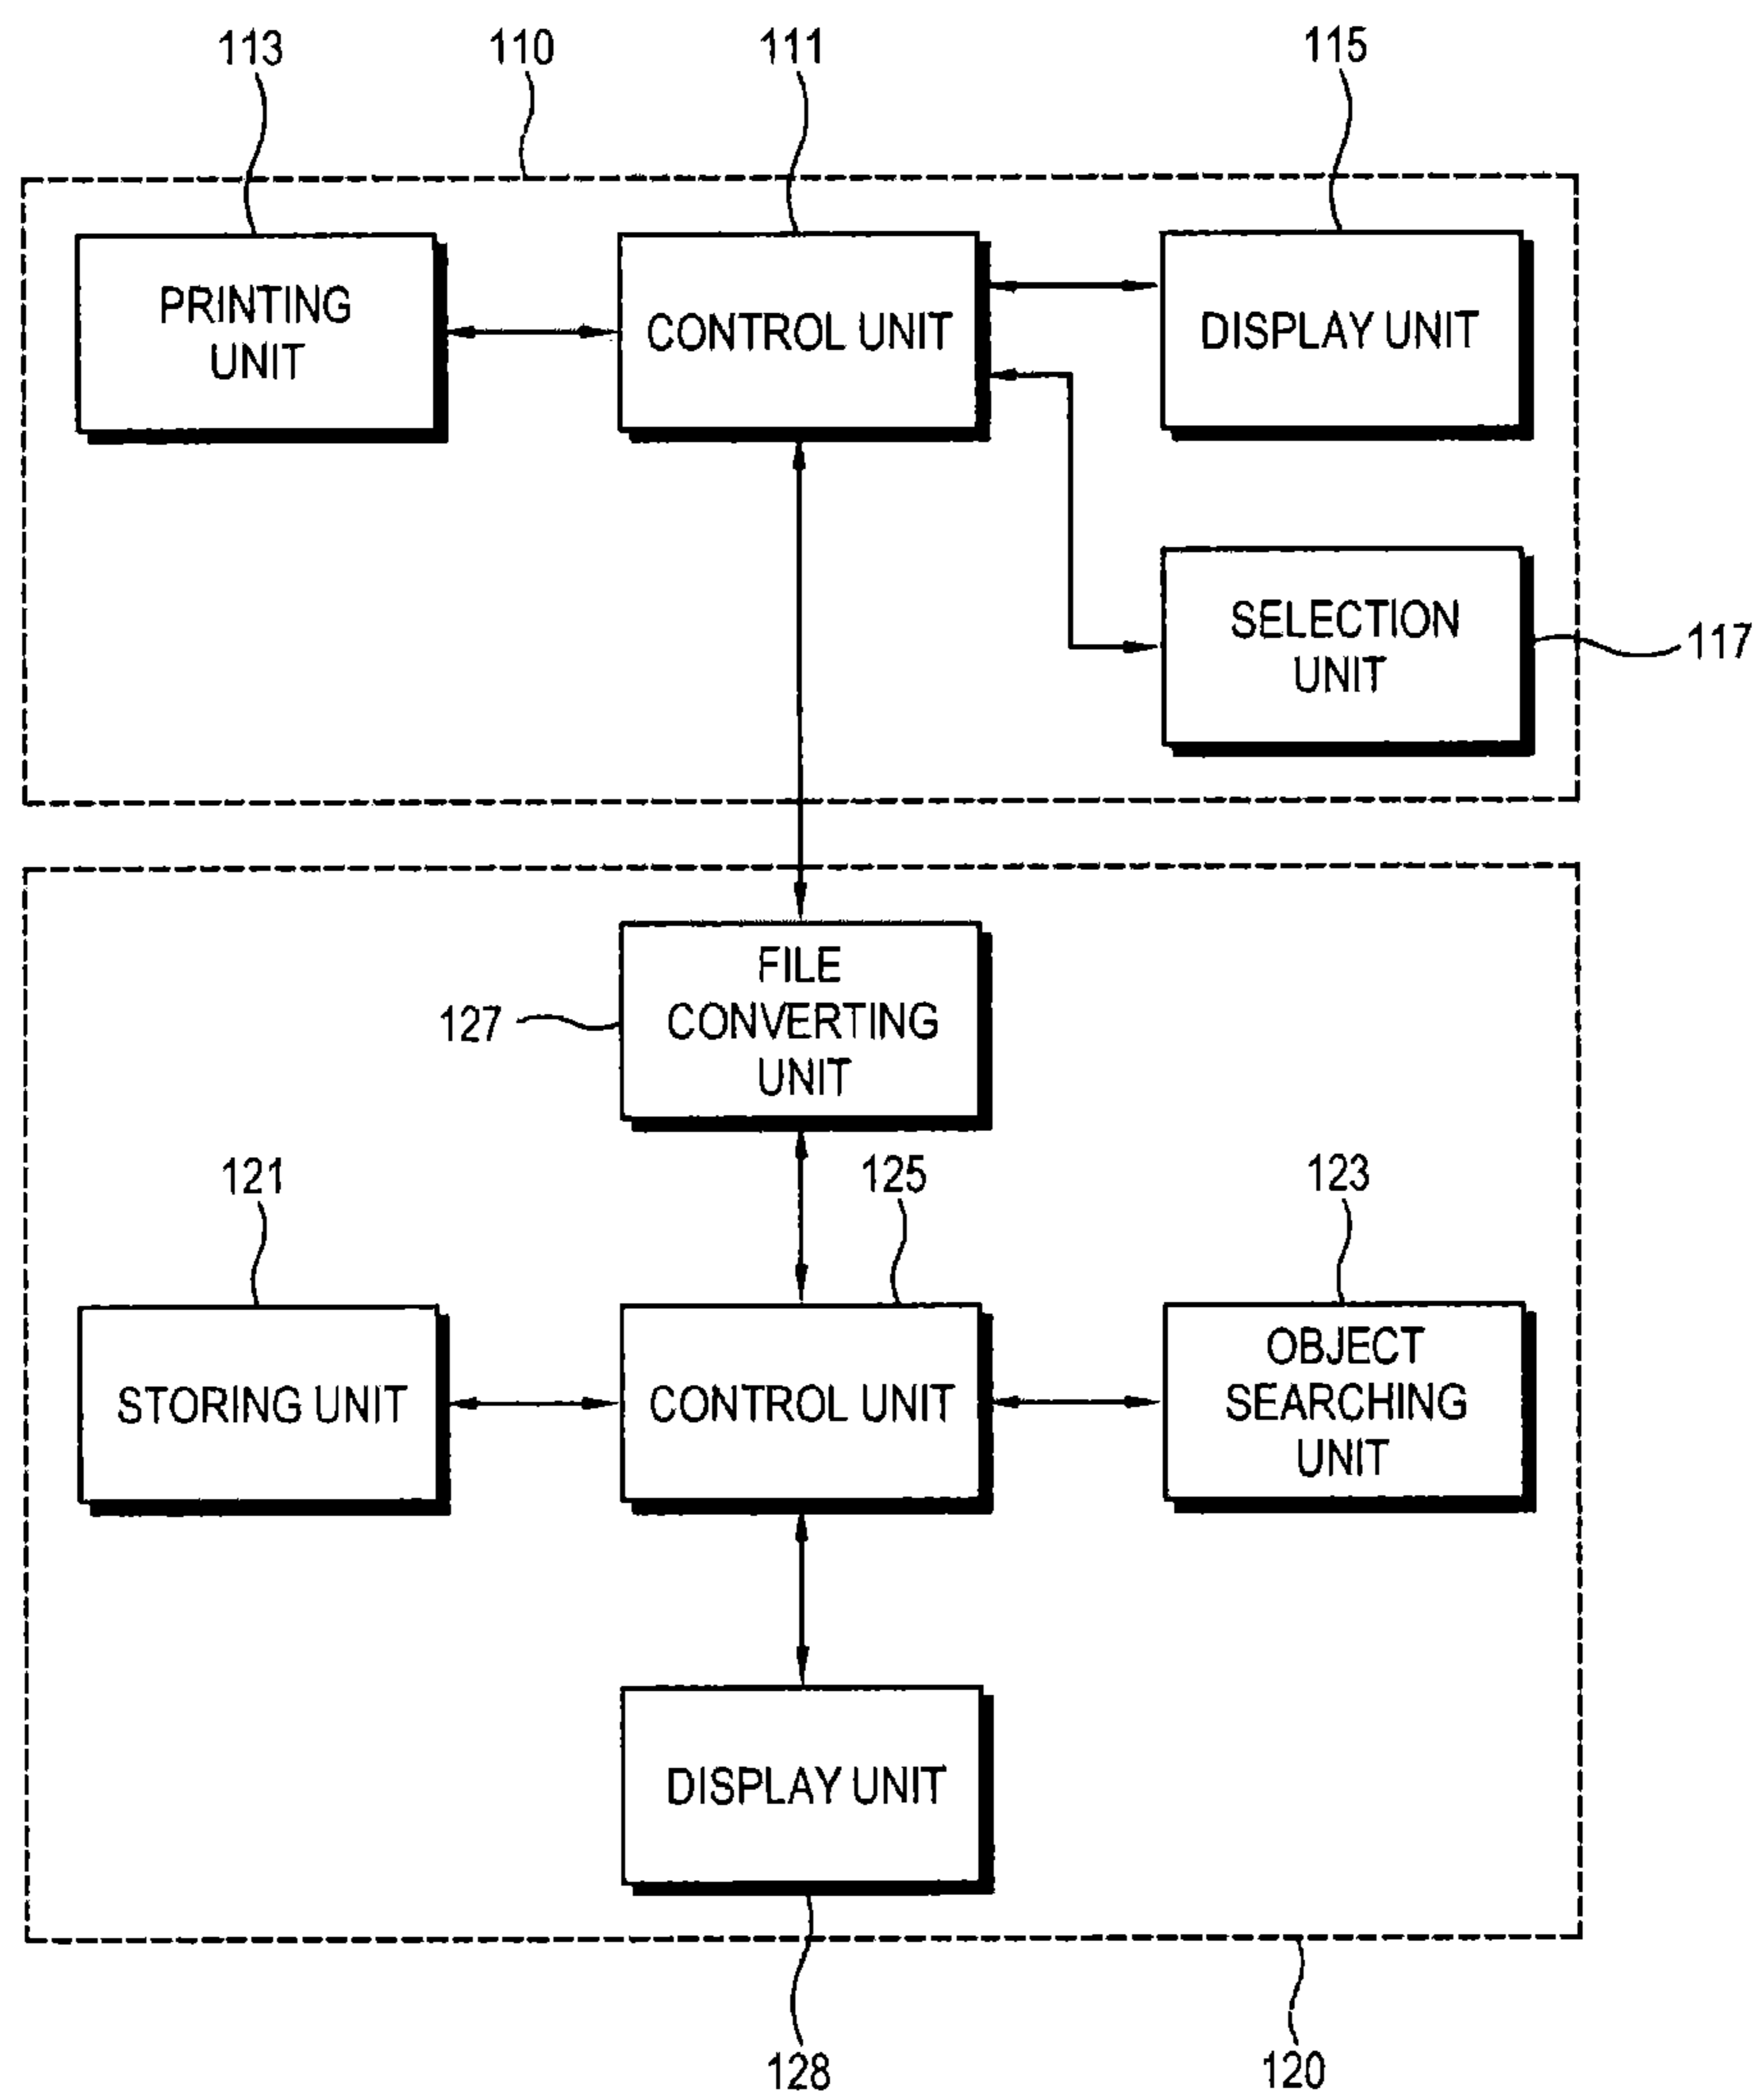 113
110
111
115
PRINTING
UNIT
CONTROL UNIT
DISPLAY UNIT
SELECTION
UNIT
117
FILE
CONVERTING
UNIT
127
121
125
123
STORING UNIT
CONTROL UNIT
OBJECT
SEARCHING
UNIT
DISPLAY UNIT
128
120